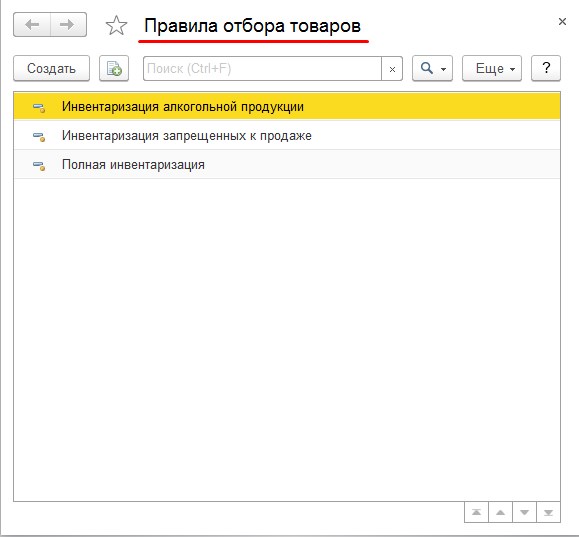 Правила отбора товаров
Создать
Поиск (Ctrl+F)
×
Еще
?
Инвентаризация алкогольной продукции
Инвентаризация запрещенных к продаже
Полная инвентаризация